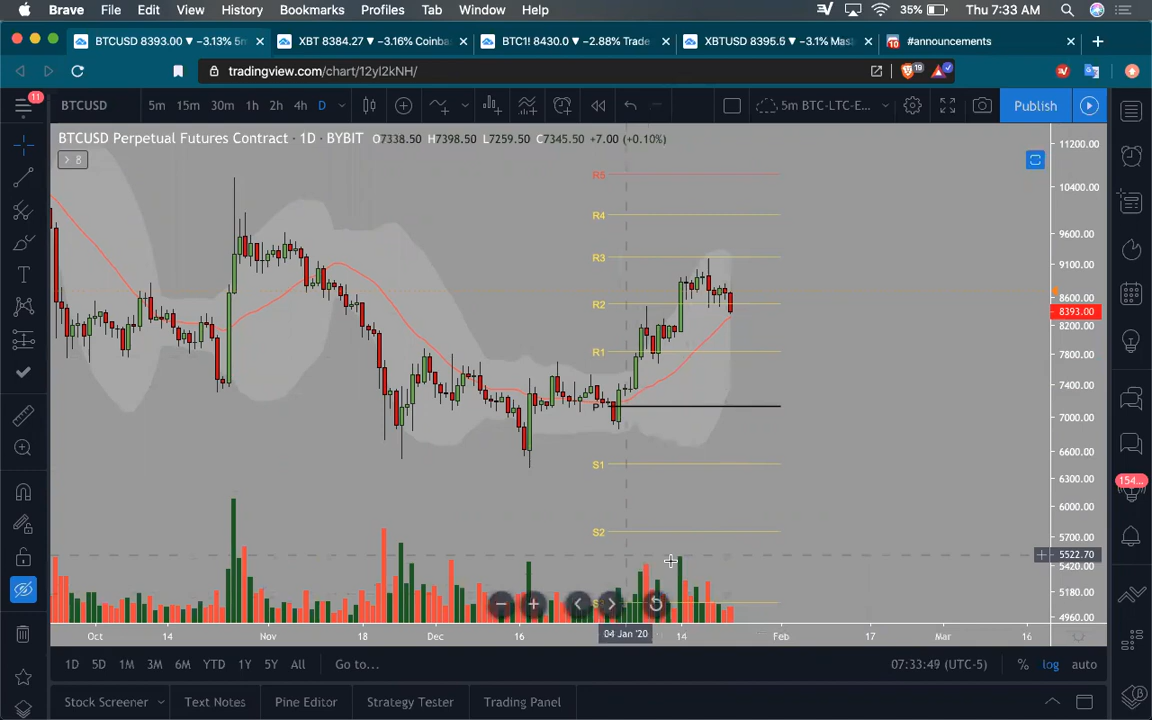 Brave File Edit View History Bookmarks Profiles Tab Window Help 35% Thu 7:33 AM
BTCUSD 8393.00 ▼ −3.13% 5m
XBT 8384.27 ▼ −3.16% Coinba
BTC1! 8430.0 ▼ −2.88% Trade
XBTUSD 8395.5 ▼ −3.1% Mas
10 #announcements
tradingview.com/chart/12yl2kNH/
19
11
BTCUSD 5m 15m 30m 1h 2h 4h D 5m BTC-LTC-E... Publish
BTCUSD Perpetual Futures Contract · 1D · BYBIT O7338.50 H7398.50 L7259.50 C7345.50 +7.00 (+0.10%)
> 8
11200.00
R5
10400.00
R4
9600.00
R3
9100.00
8600.00
R2
8393.00
8200.00
R1
7800.00
7400.00
P
7000.00
6600.00
S1
6300.00
154...
6000.00
S2
5700.00
5522.70
5420.00
5180.00
4960.00
Oct 14 Nov 18 Dec 16 04 Jan '20 14 Feb 17 Mar 16
1D 5D 1M 3M 6M YTD 1Y 5Y All Go to... 07:33:49 (UTC-5) % log auto
Stock Screener Text Notes Pine Editor Strategy Tester Trading Panel